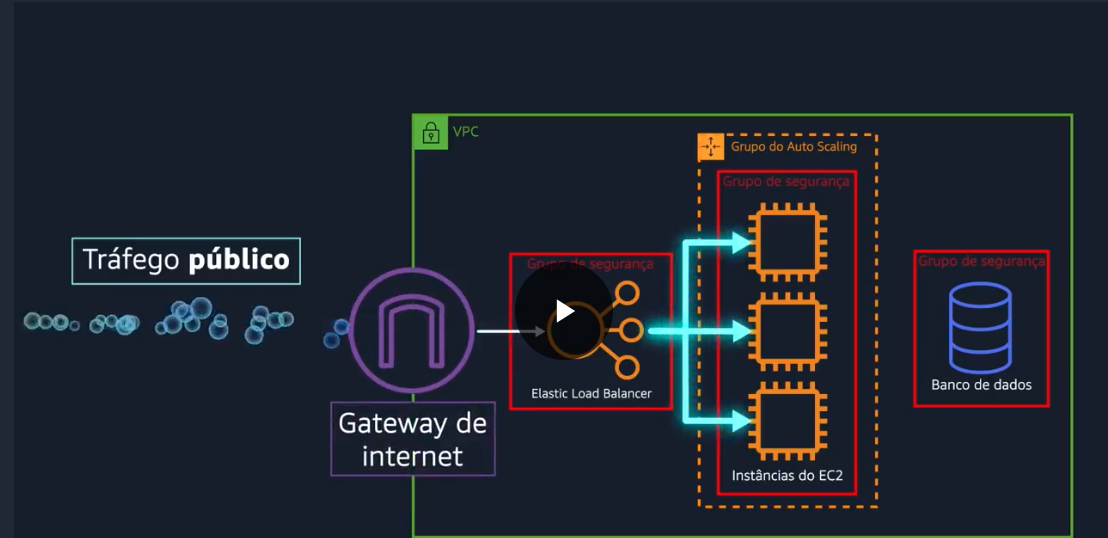 VPC
Grupo do Auto Scaling
Grupo de segurança
Tráfego público
Grupo de segurança
Grupo de segurança
Elastic Load Balancer
Banco de dados
Gateway de
internet
Instâncias do EC2